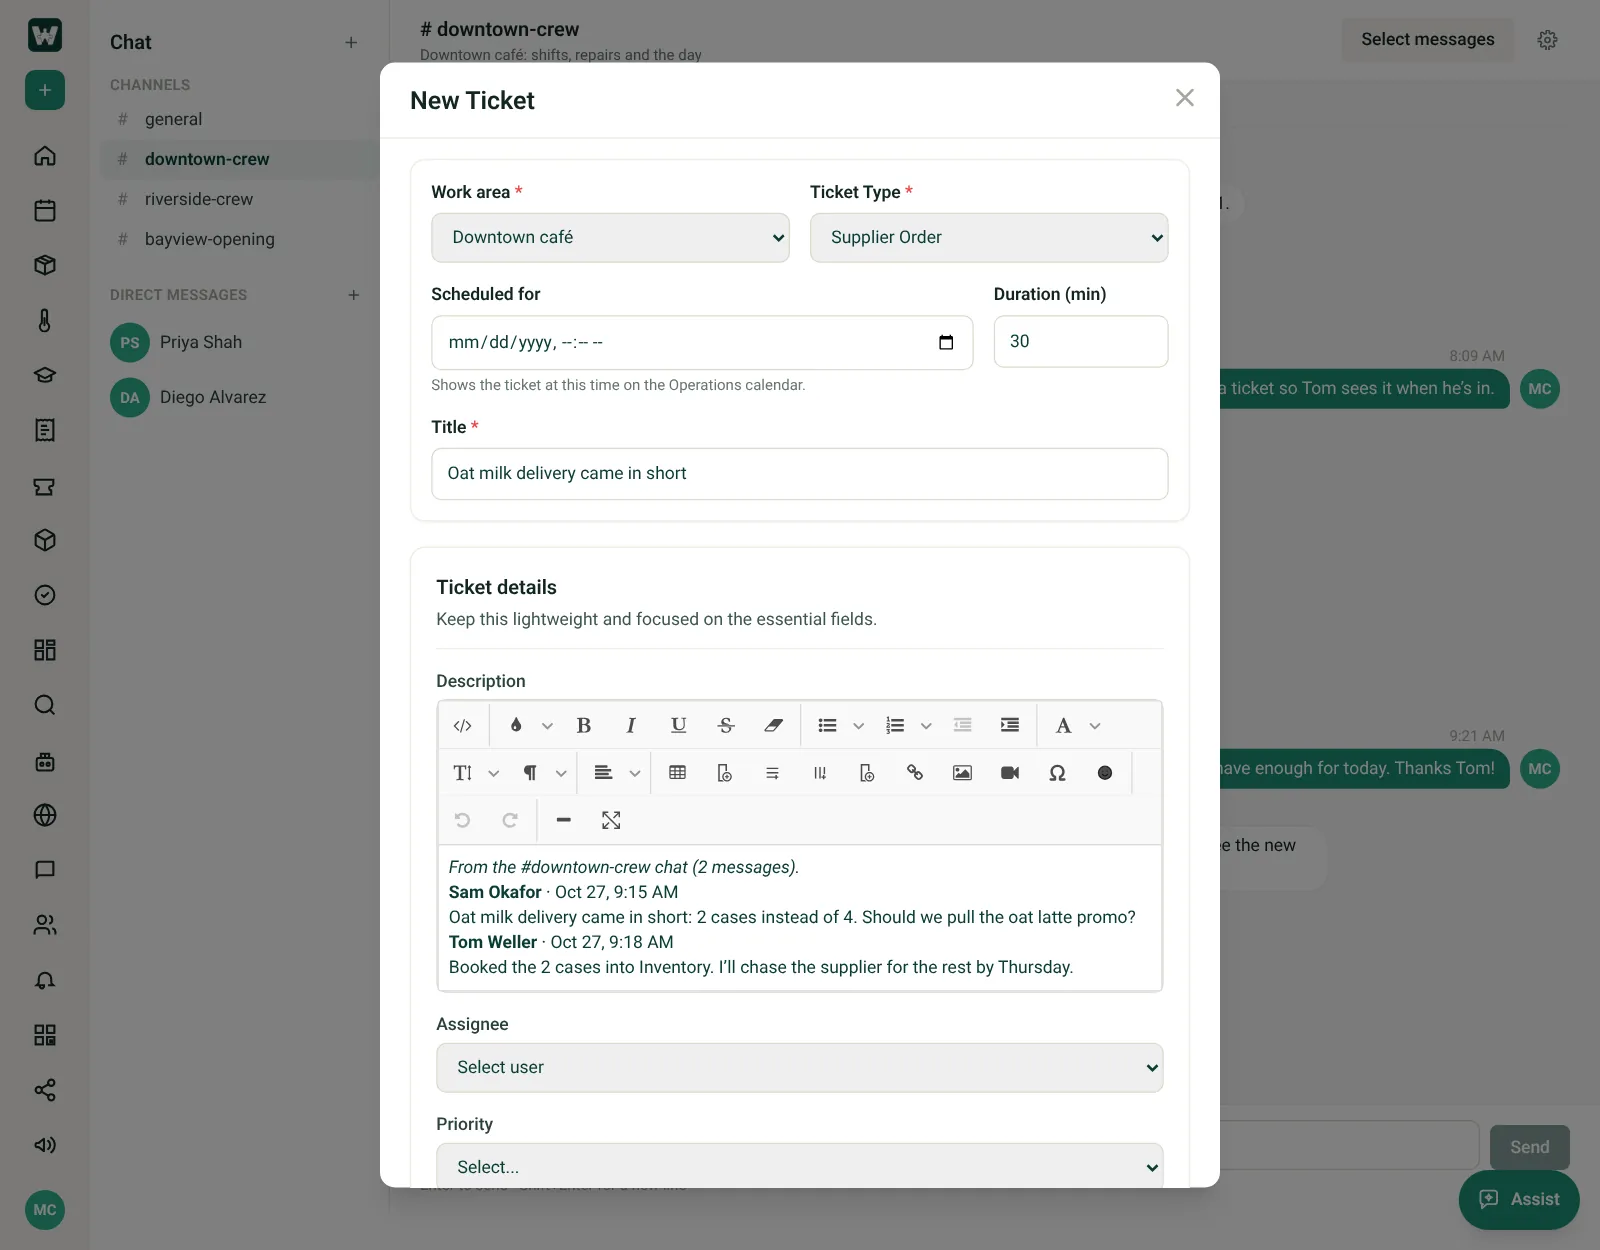 W
Chat
+
CHANNELS
# general
# downtown-crew
# riverside-crew
# bayview-opening
DIRECT MESSAGES +
PS Priya Shah
DA Diego Alvarez
MC
# downtown-crew
Downtown café: shifts, repairs and the day
Select messages
New Ticket
Work area *
Downtown café
Ticket Type *
Supplier Order
Scheduled for
mm/dd/yyyy, --:-- --
Shows the ticket at this time on the Operations calendar.
Duration (min)
30
Title *
Oat milk delivery came in short
Ticket details
Keep this lightweight and focused on the essential fields.
Description
From the #downtown-crew chat (2 messages).
Sam Okafor · Oct 27, 9:15 AM
Oat milk delivery came in short: 2 cases instead of 4. Should we pull the oat latte promo?
Tom Weller · Oct 27, 9:18 AM
Booked the 2 cases into Inventory. I’ll chase the supplier for the rest by Thursday.
Assignee
Select user
Priority
Select...
8:09 AM
a ticket so Tom sees it when he’s in.
MC
9:21 AM
have enough for today. Thanks Tom!
MC
the new
Send
Assist